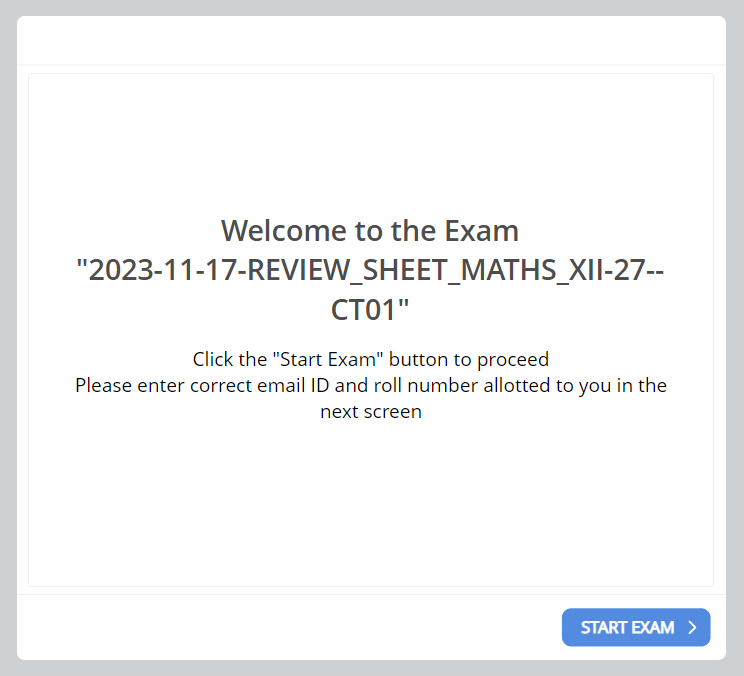 Welcome to the Exam
"2023-11-17-REVIEW_SHEET_MATHS_XII-27--
CT01"
Click the "Start Exam" button to proceed
Please enter correct email ID and roll number allotted to you in the
next screen
START EXAM